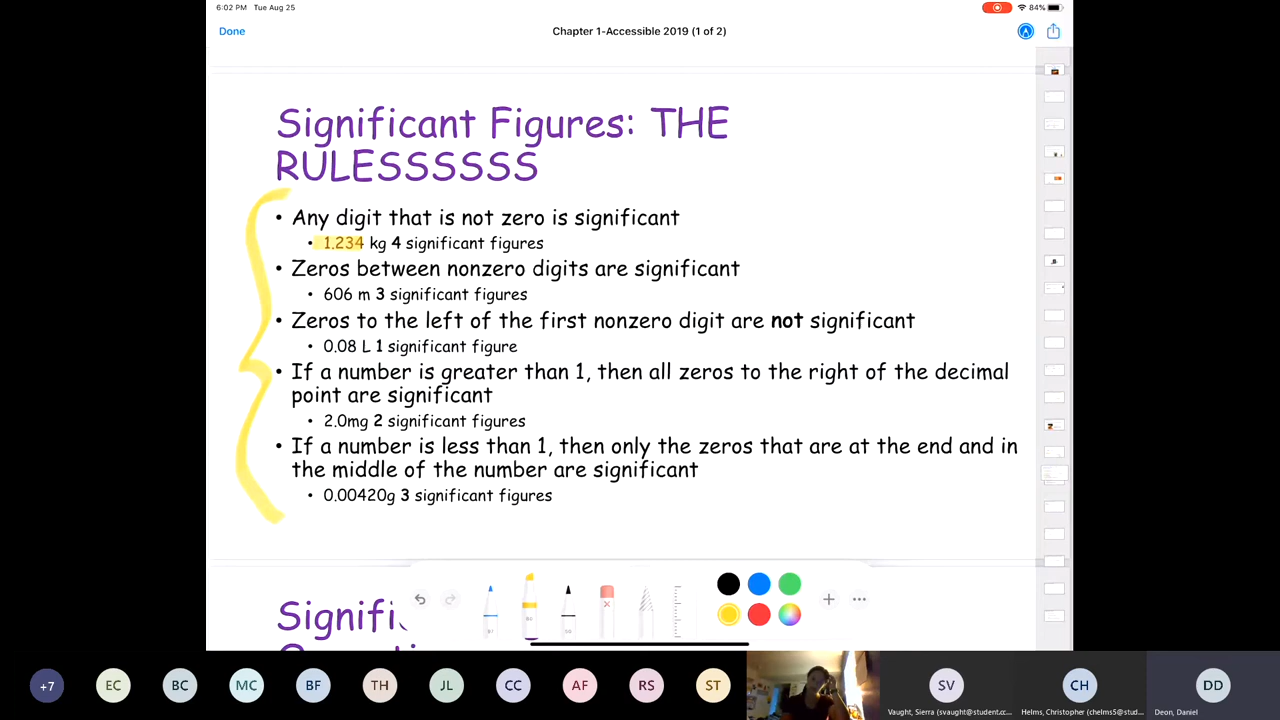 6:02 PM Tue Aug 25
84%
Done
Chapter 1-Accessible 2019 (1 of 2)
Significant Figures: THE
RULESSSSSS
• Any digit that is not zero is significant
• 1.234 kg 4 significant figures
• Zeros between nonzero digits are significant
• 606 m 3 significant figures
• Zeros to the left of the first nonzero digit are not significant
• 0.08 L 1 significant figure
• If a number is greater than 1, then all zeros to the right of the decimal
point are significant
• 2.0mg 2 significant figures
• If a number is less than 1, then only the zeros that are at the end and in
the middle of the number are significant
• 0.00420g 3 significant figures
+7
EC
BC
MC
BF
TH
JL
CC
AF
RS
ST
SV
CH
DD
Vaught, Sierra (svaught@student.cc...
Helms, Christopher (chelms5@stud...
Deon, Daniel